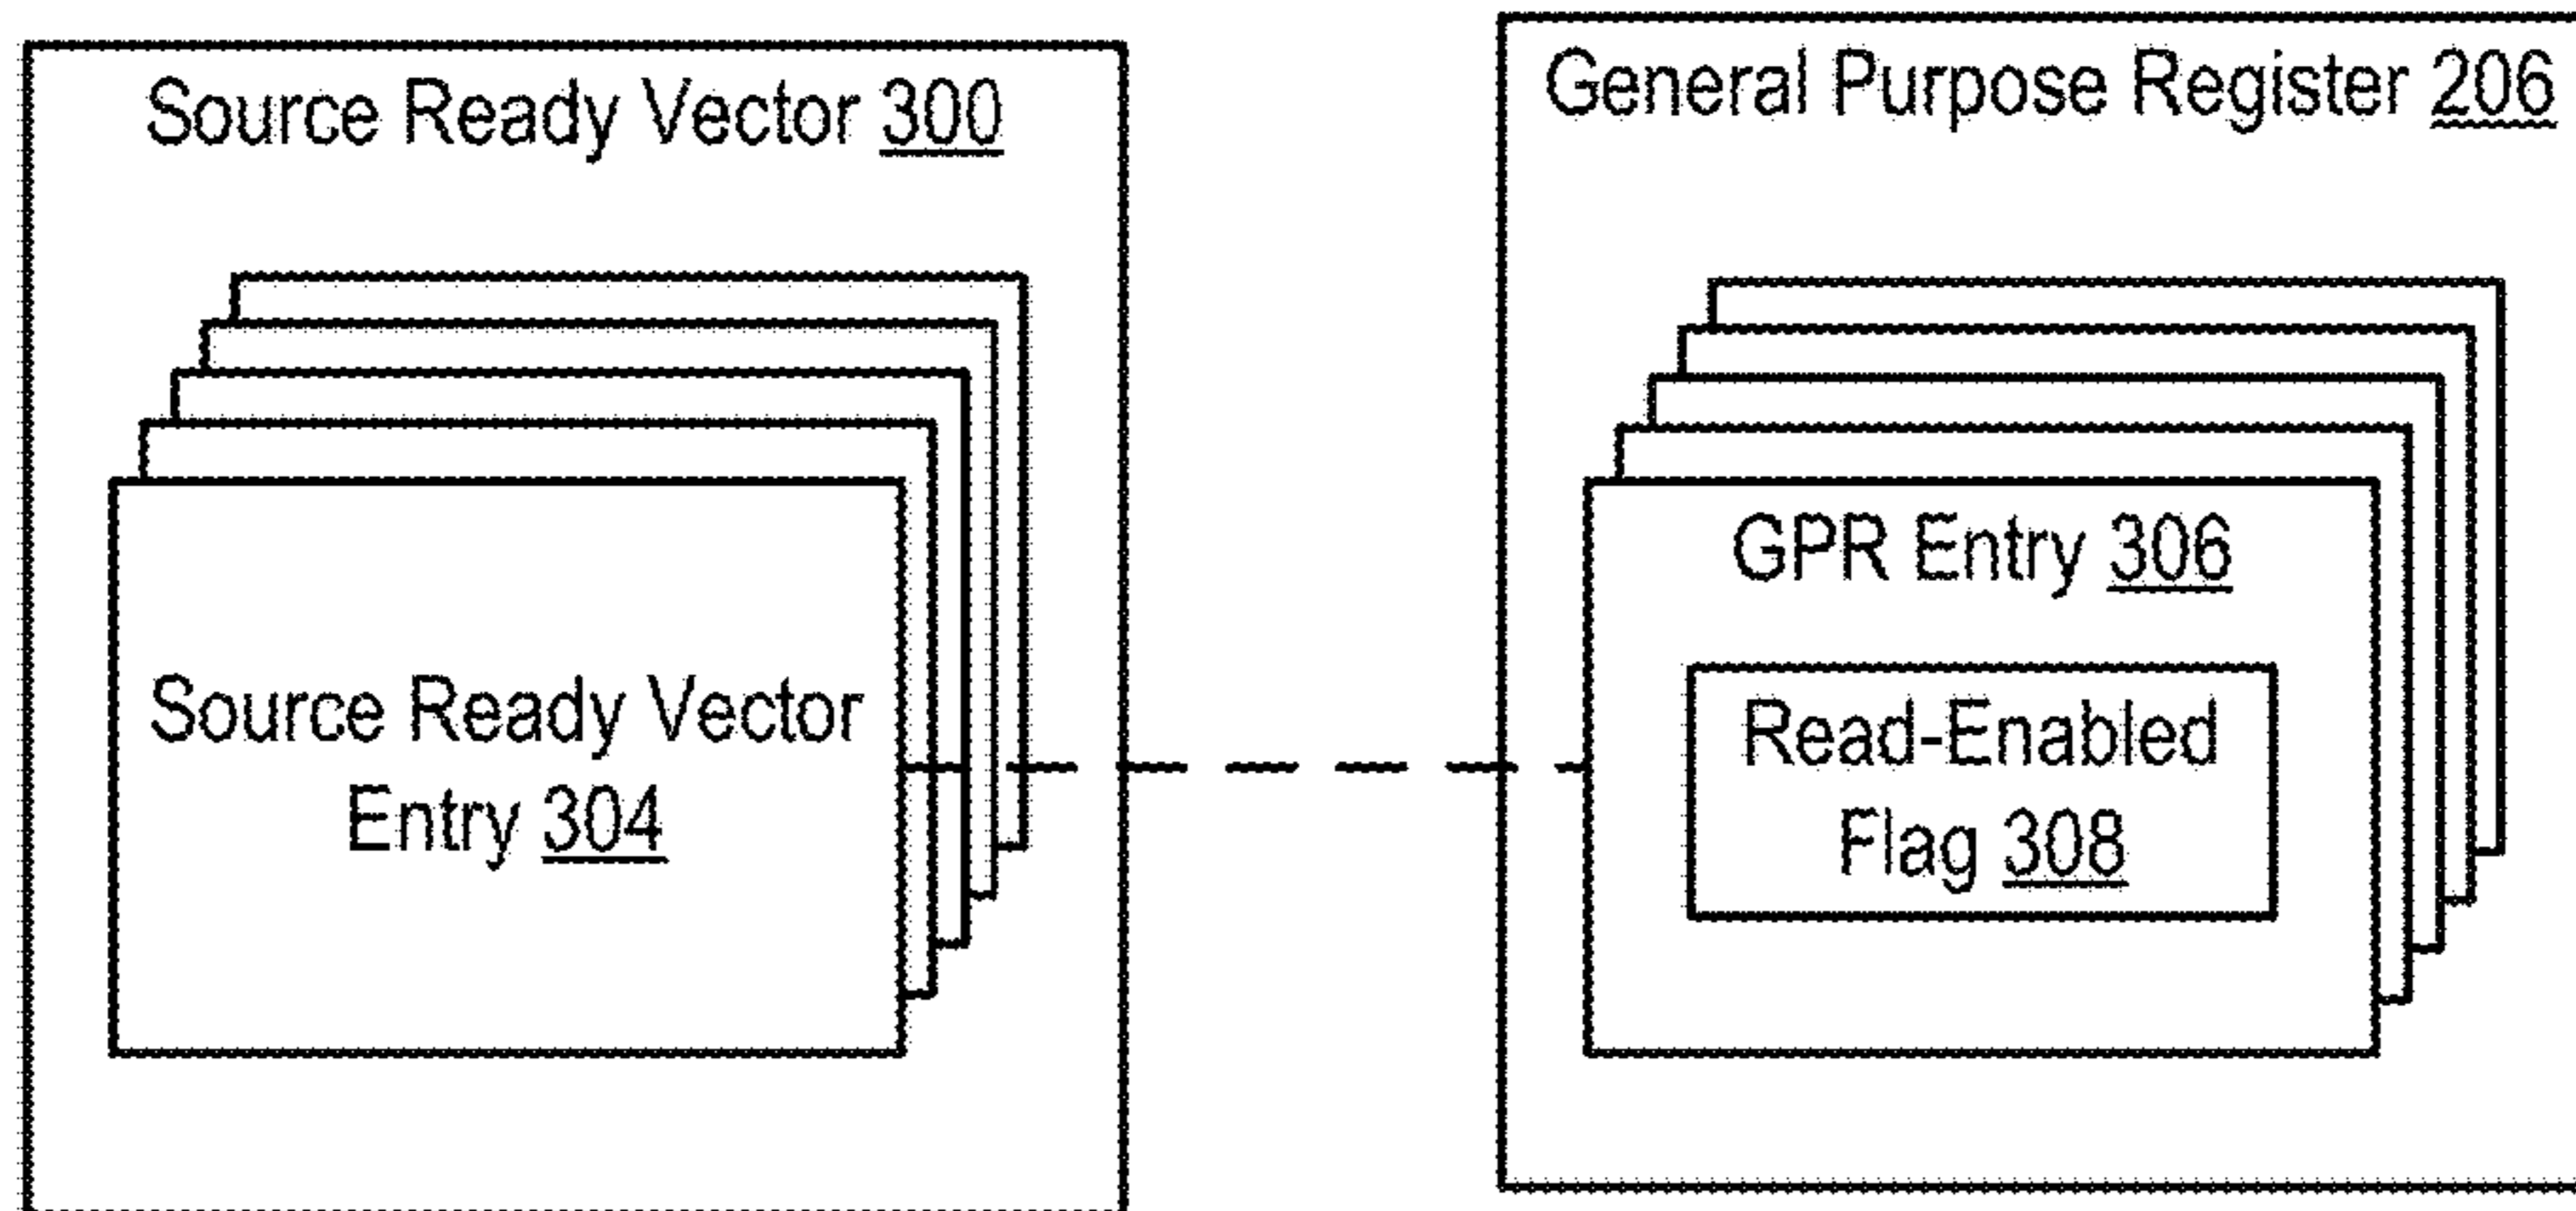 Source Ready Vector 300
General Purpose Register 206
Source Ready Vector
Entry 304
GPR Entry 306
Read-Enabled
Flag 308